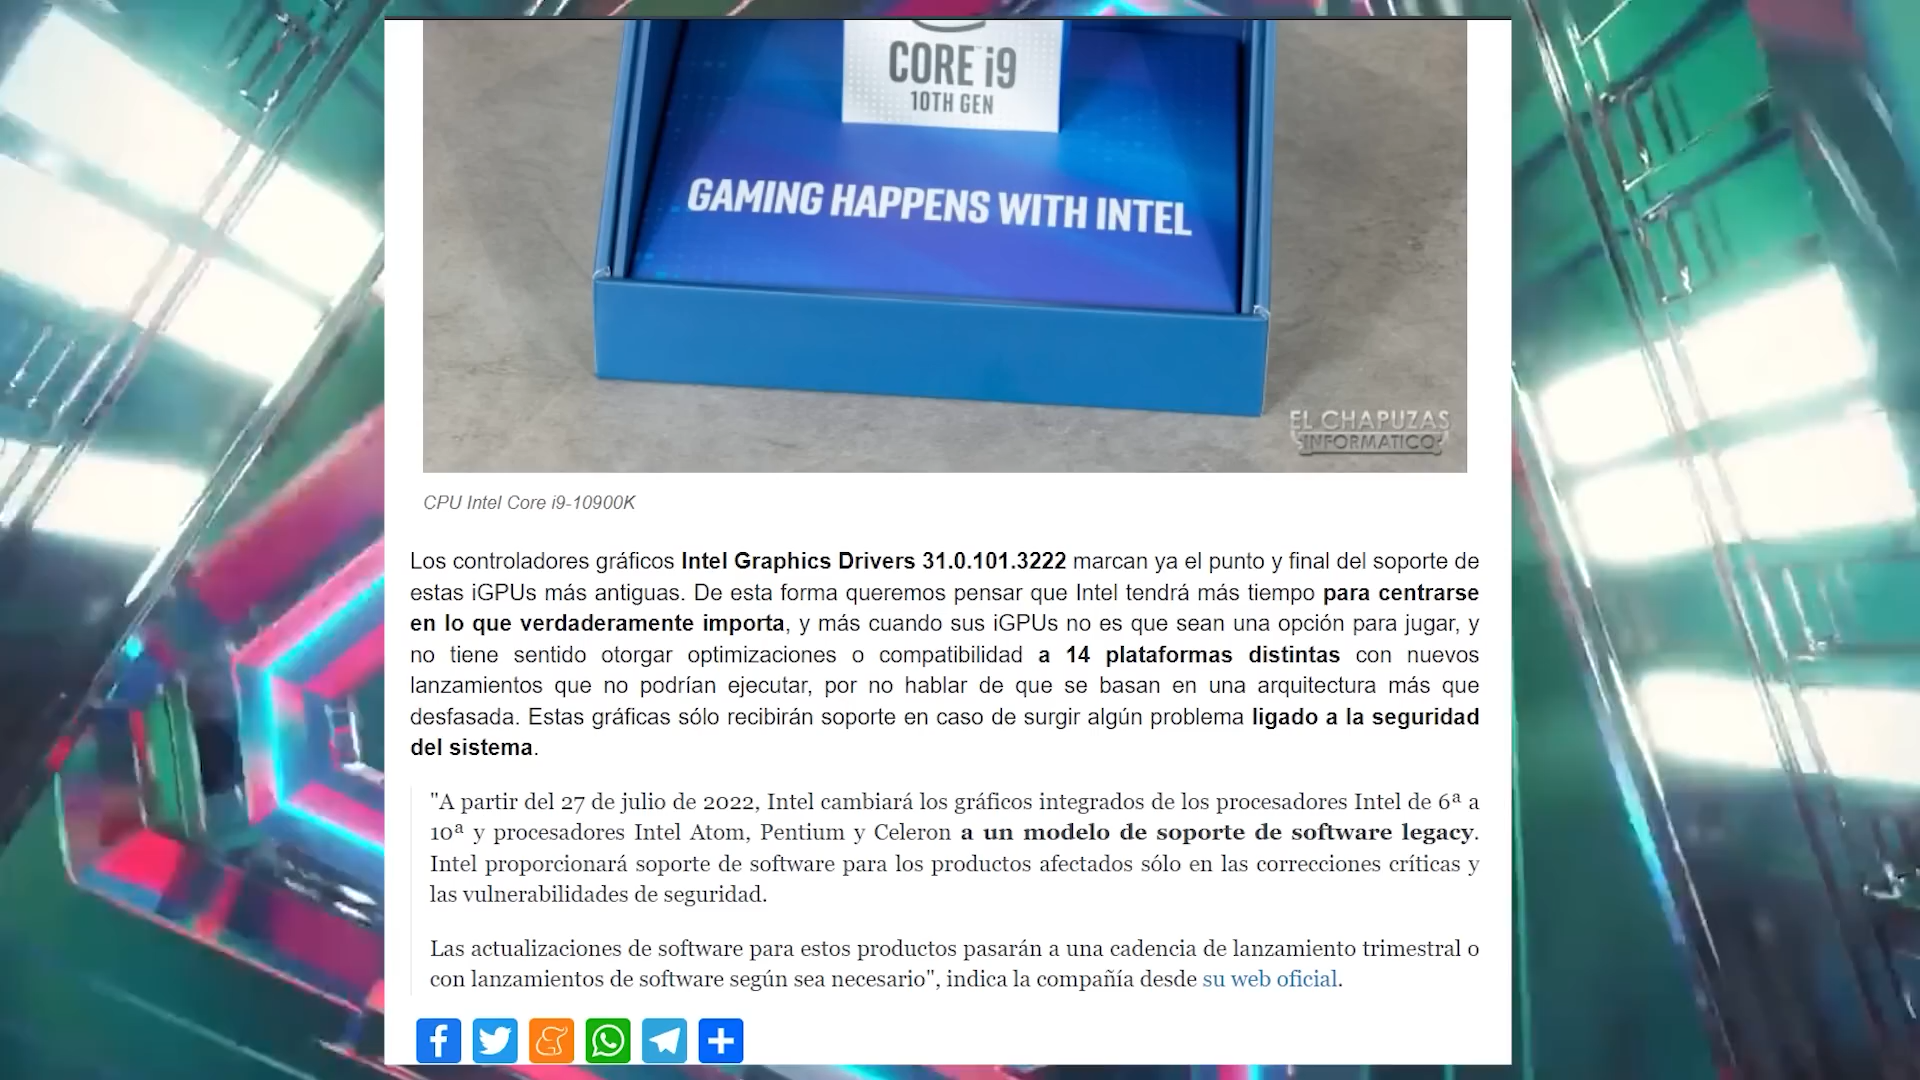 CORE i9
10TH GEN
GAMING HAPPENS WITH INTEL
EL CHAPUZAS
INFORMATICO
CPU Intel Core i9-10900K
Los controladores gráficos Intel Graphics Drivers 31.0.101.3222 marcan ya el punto y final del soporte de
estas iGPUs más antiguas. De esta forma queremos pensar que Intel tendrá más tiempo para centrarse
en lo que verdaderamente importa, y más cuando sus iGPUs no es que sean una opción para jugar, y
no tiene sentido otorgar optimizaciones o compatibilidad a 14 plataformas distintas con nuevos
lanzamientos que no podrían ejecutar, por no hablar de que se basan en una arquitectura más que
desfasada. Estas gráficas sólo recibirán soporte en caso de surgir algún problema ligado a la seguridad
del sistema.
"A partir del 27 de julio de 2022, Intel cambiará los gráficos integrados de los procesadores Intel de 6ª a
10ª y procesadores Intel Atom, Pentium y Celeron a un modelo de soporte de software legacy.
Intel proporcionará soporte de software para los productos afectados sólo en las correcciones críticas y
las vulnerabilidades de seguridad.
Las actualizaciones de software para estos productos pasarán a una cadencia de lanzamiento trimestral o
con lanzamientos de software según sea necesario", indica la compañía desde su web oficial.